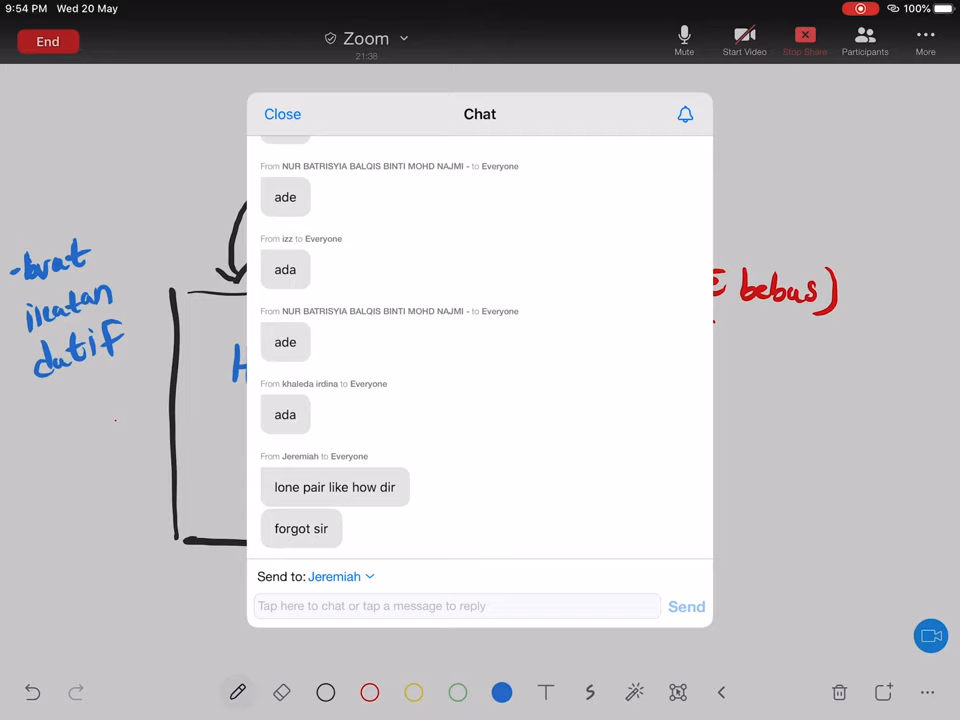 9:54 PM Wed 20 May
100%
End
Zoom
21:36
Mute
Start Video
Stop Share
Participants
More
Close
Chat
From NUR BATRISYIA BALQIS BINTI MOHD NAJMI - to Everyone
ade
From izz to Everyone
ada
From NUR BATRISYIA BALQIS BINTI MOHD NAJMI - to Everyone
ade
From khaleda irdina to Everyone
ada
From Jeremiah to Everyone
lone pair like how dir
forgot sir
Send to: Jeremiah
Tap here to chat or tap a message to reply
Send
-buat
ikatan
datif
H
bebas)
T